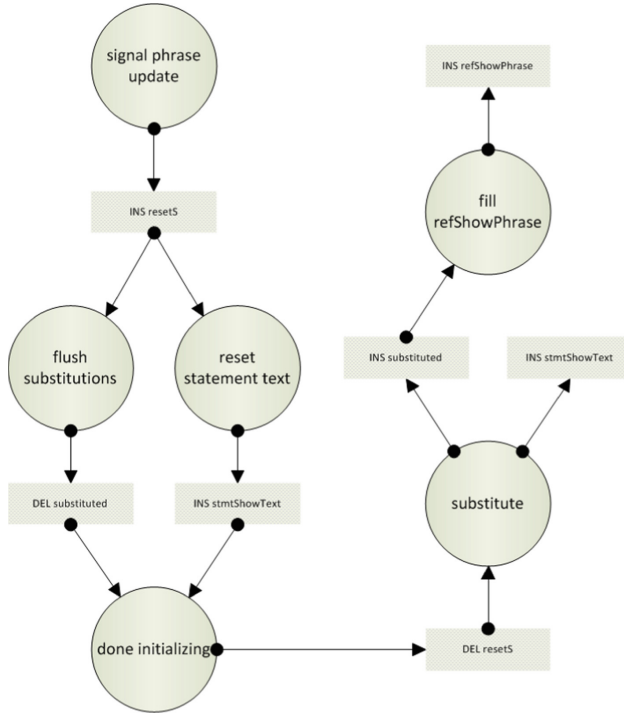 signal phrase
update
INS resetS
flush
substitutions
reset
statement text
DEL substituted
INS stmtShowText
done initializing
DEL resetS
substitute
INS substituted
INS stmtShowText
fill
refShowPhrase
INS refShowPhrase